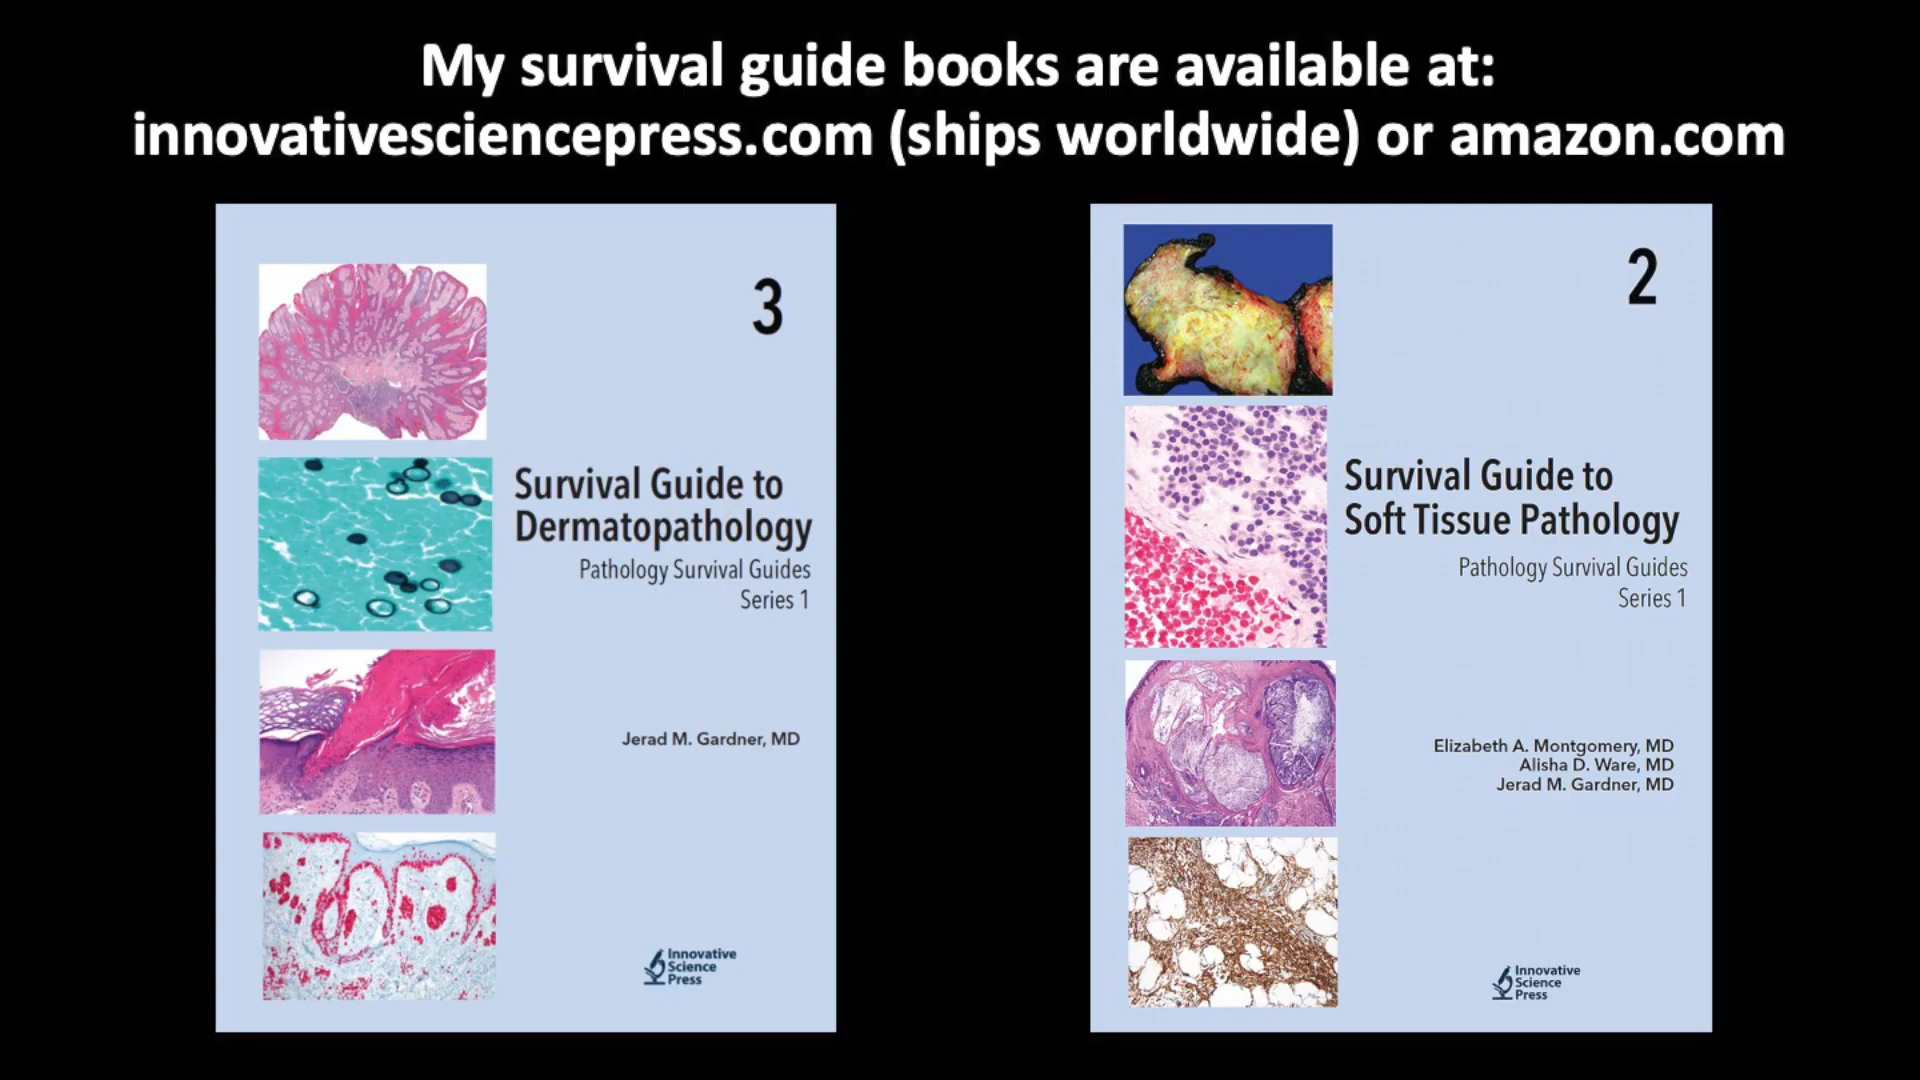 My survival guide books are available at:
innovativesciencepress.com (ships worldwide) or amazon.com
3
Survival Guide to
Dermatopathology
Pathology Survival Guides
Series 1
Jerad M. Gardner, MD
Innovative
Science
Press
2
Survival Guide to
Soft Tissue Pathology
Pathology Survival Guides
Series 1
Elizabeth A. Montgomery, MD
Alisha D. Ware, MD
Jerad M. Gardner, MD
Innovative
Science
Press